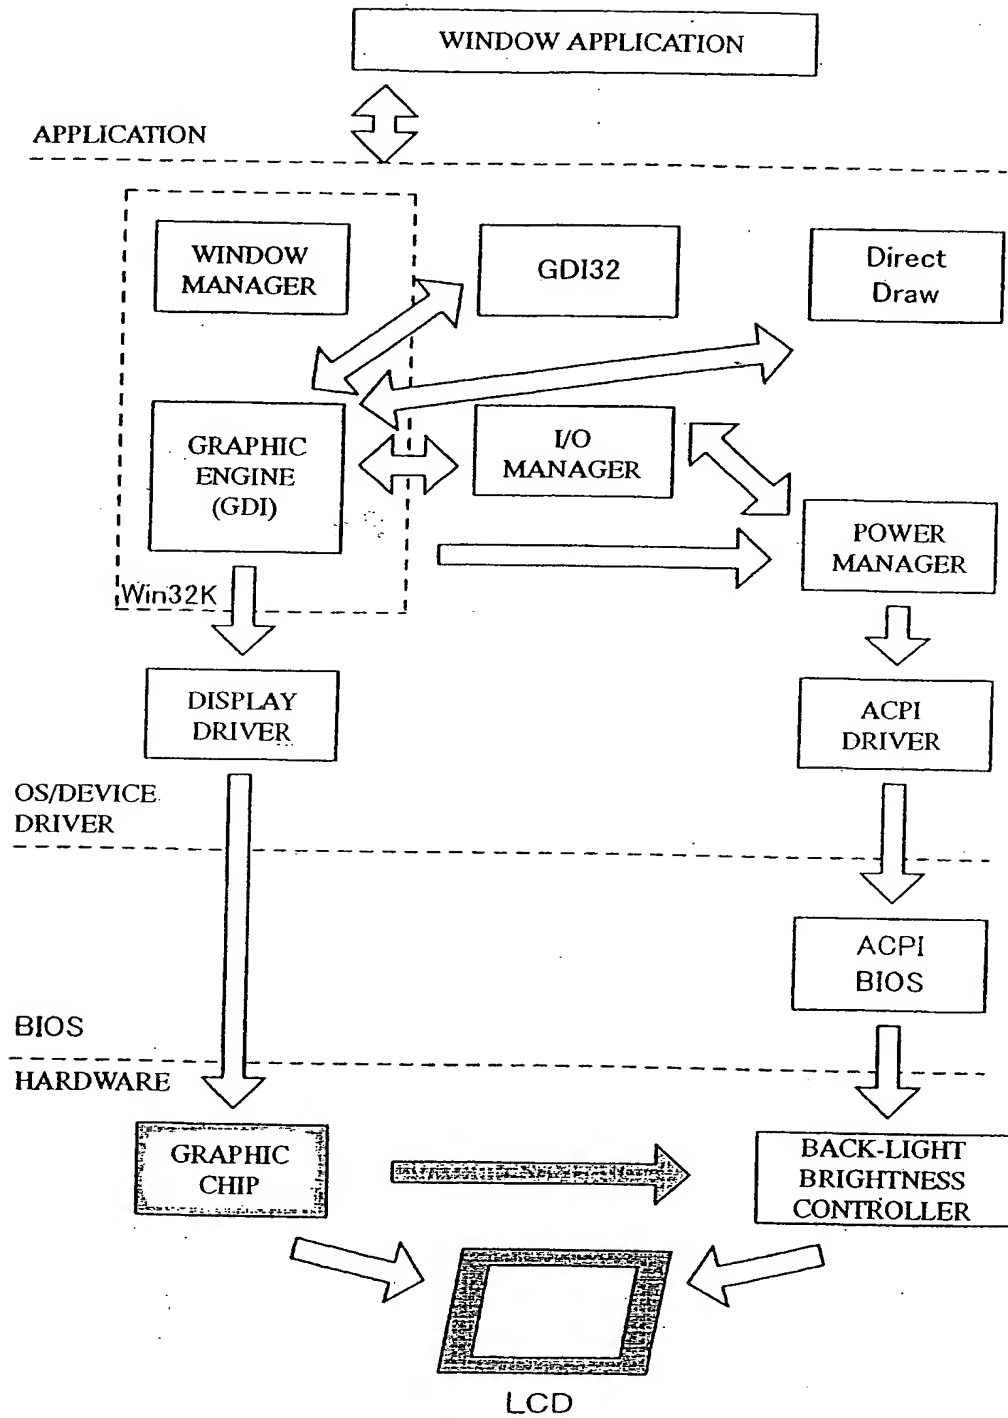 WINDOW APPLICATION
APPLICATION
WINDOW
MANAGER
GDI32
Direct
Draw
GRAPHIC
ENGINE
(GDI)
I/O
MANAGER
POWER
MANAGER
Win32K
DISPLAY
DRIVER
ACPI
DRIVER
OS/DEVICE
DRIVER
ACPI
BIOS
BIOS
HARDWARE
GRAPHIC
CHIP
BACK-LIGHT
BRIGHTNESS
CONTROLLER
LCD